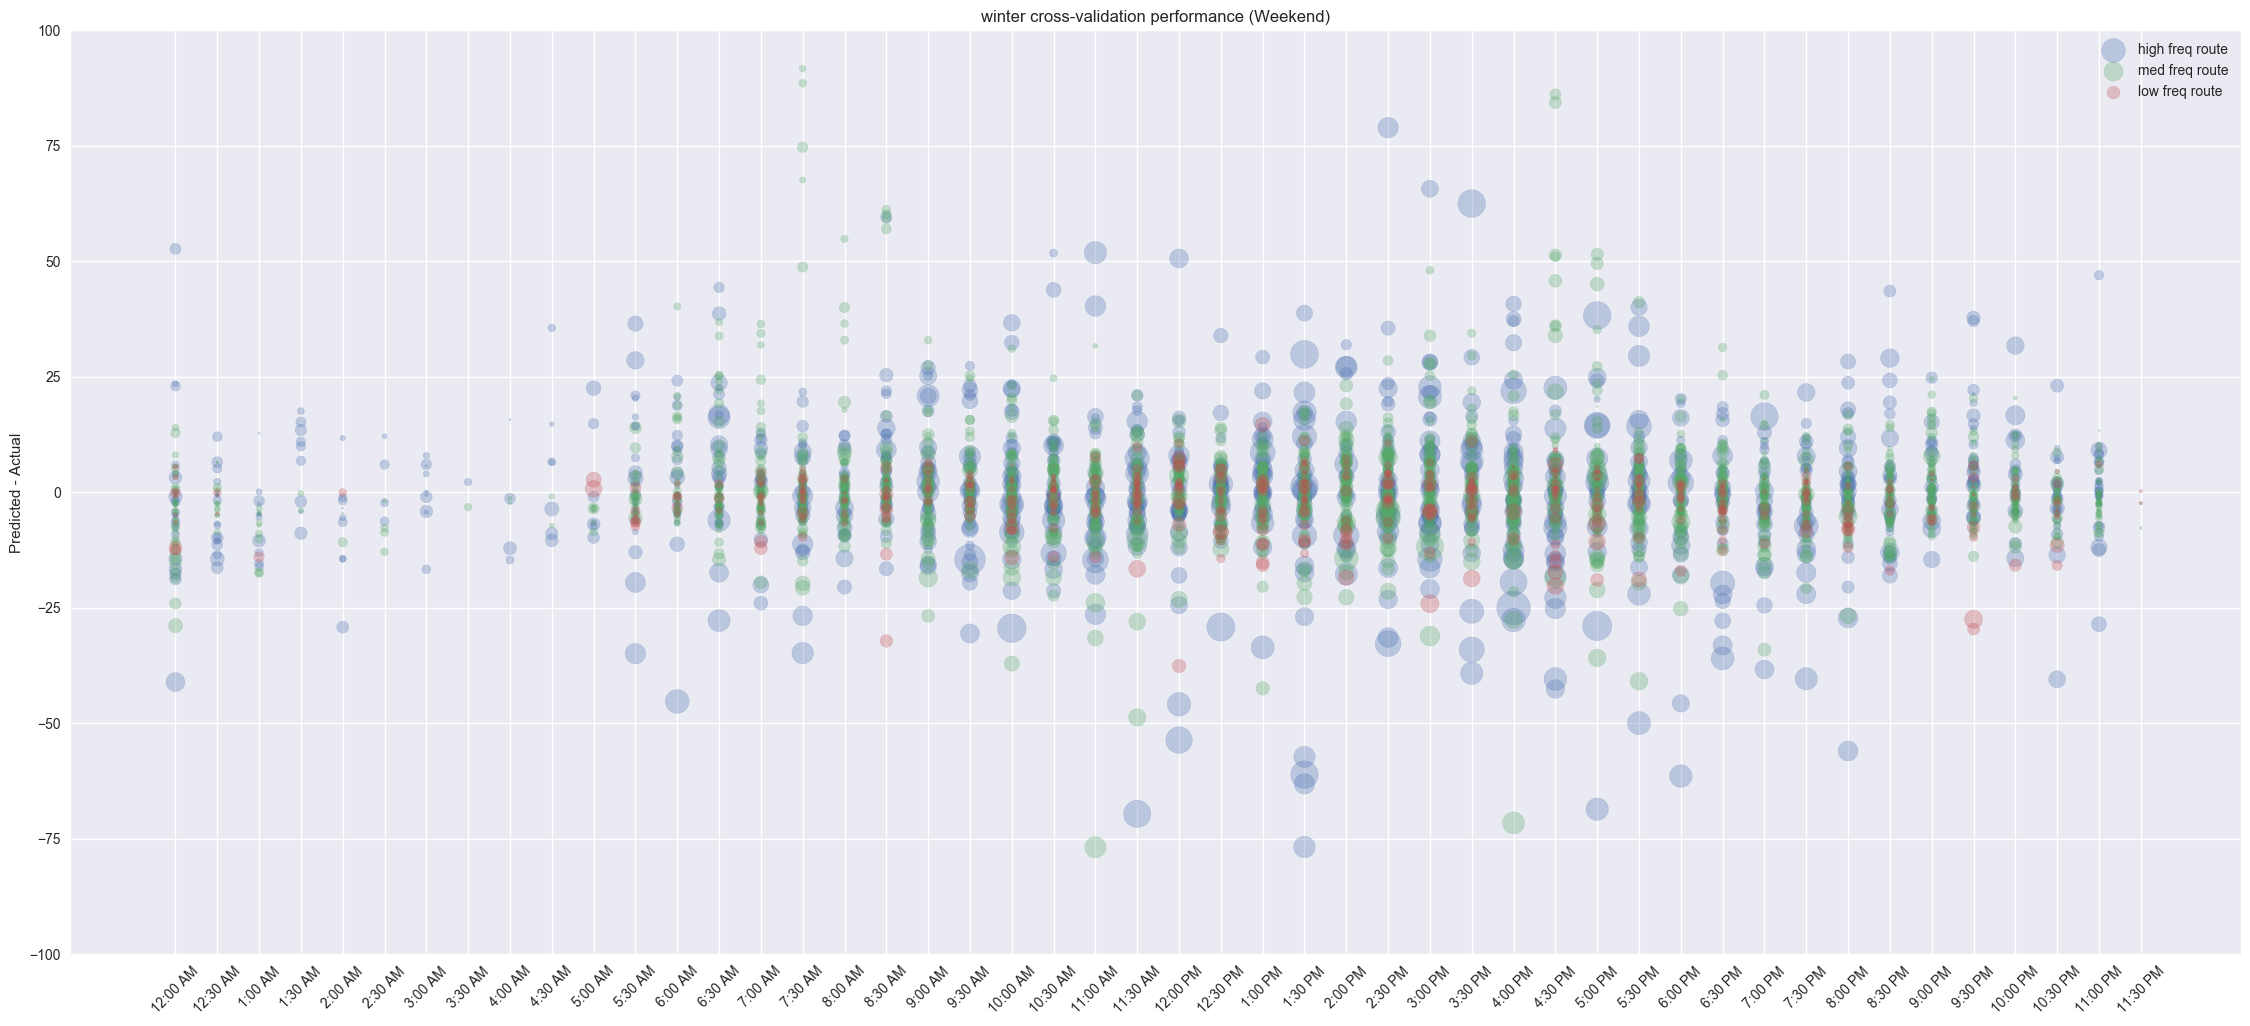 winter cross-validation performance (Weekend)
high freq route
med freq route
low freq route
Predicted - Actual
100
75
50
25
0
−25
−50
−75
−100
12:00 AM 12:30 AM 1:00 AM 1:30 AM 2:00 AM 2:30 AM 3:00 AM 3:30 AM 4:00 AM 4:30 AM 5:00 AM 5:30 AM 6:00 AM 6:30 AM 7:00 AM 7:30 AM 8:00 AM 8:30 AM 9:00 AM 9:30 AM 10:00 AM 10:30 AM 11:00 AM 11:30 AM 12:00 PM 12:30 PM 1:00 PM 1:30 PM 2:00 PM 2:30 PM 3:00 PM 3:30 PM 4:00 PM 4:30 PM 5:00 PM 5:30 PM 6:00 PM 6:30 PM 7:00 PM 7:30 PM 8:00 PM 8:30 PM 9:00 PM 9:30 PM 10:00 PM 10:30 PM 11:00 PM 11:30 PM